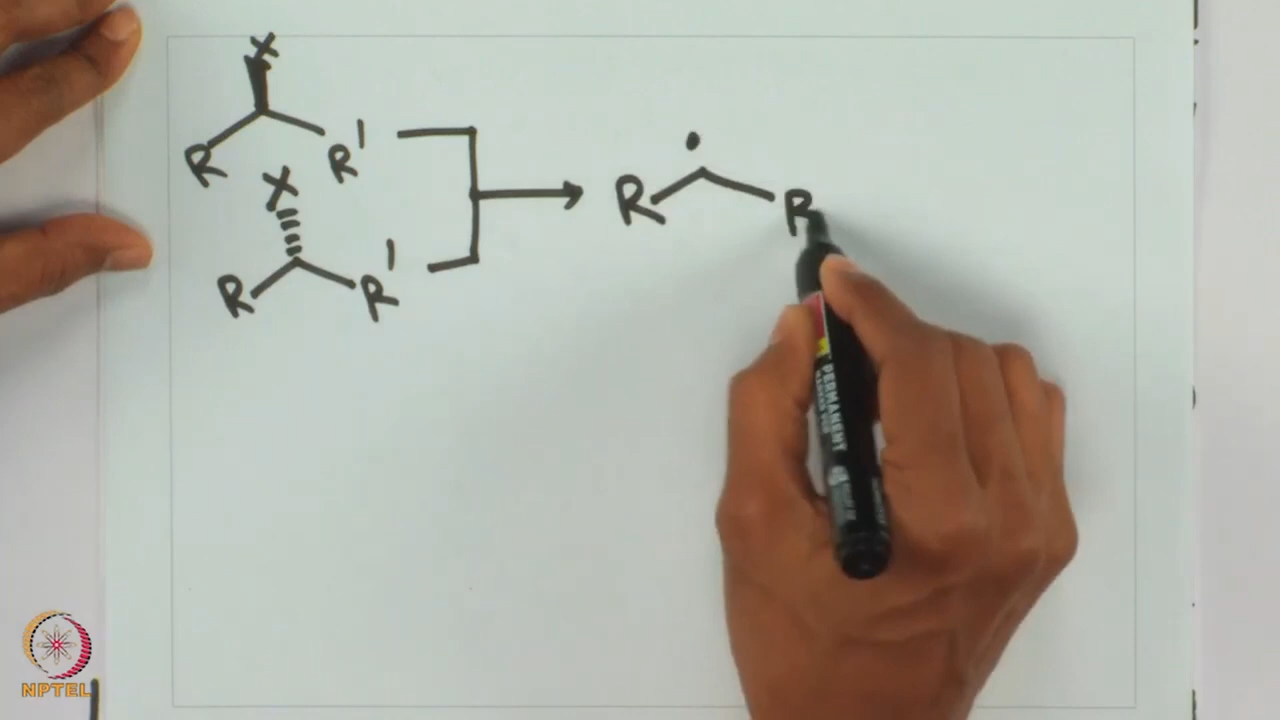 X
R R'
X
R R'
R R
PERMANENT
NPTEL